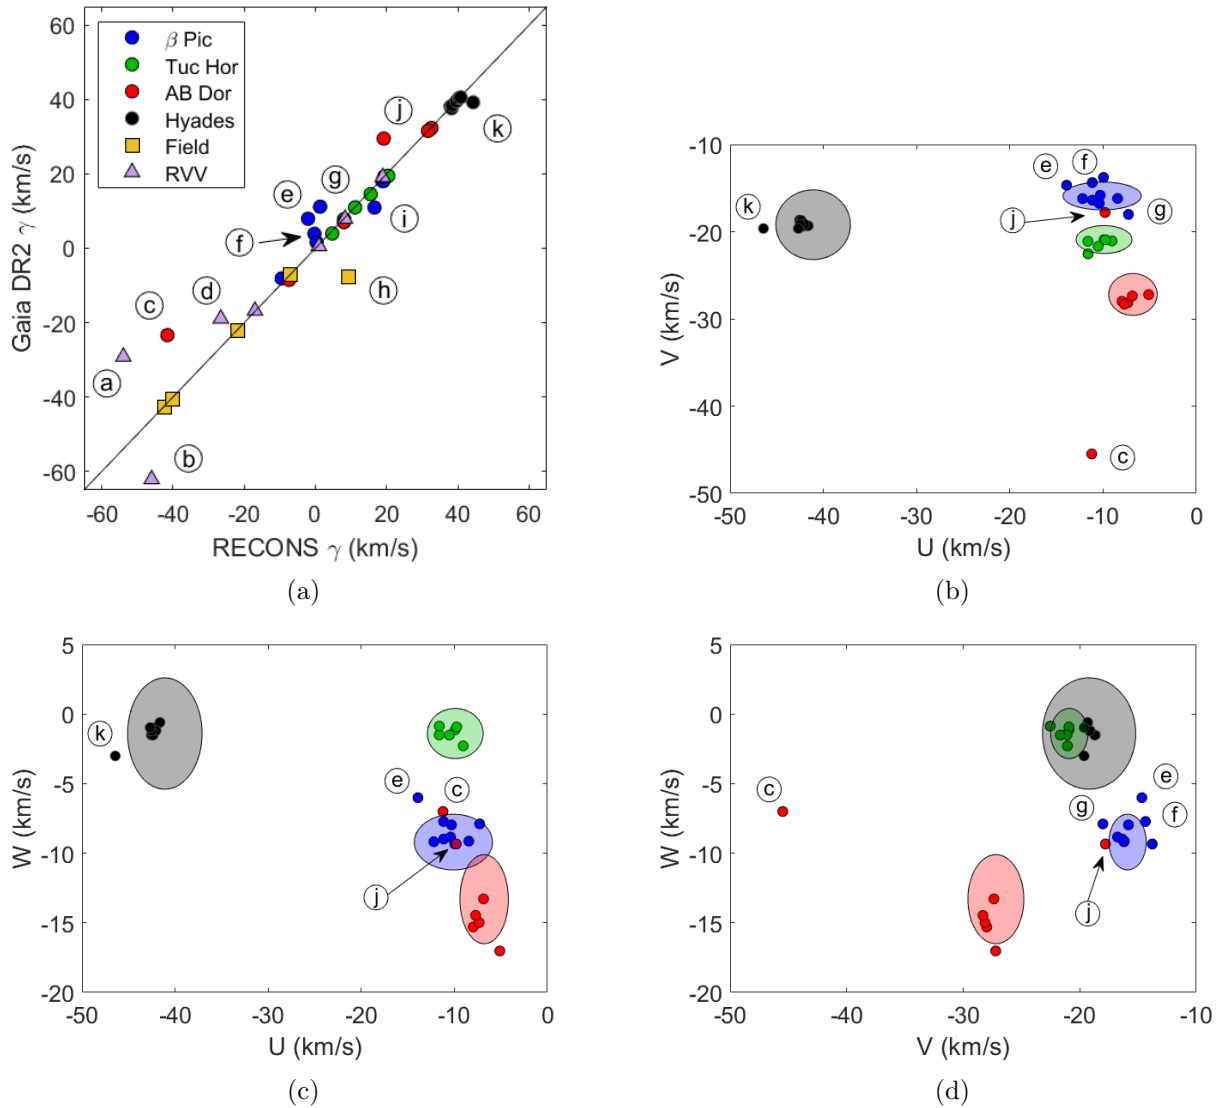 60
40
20
0
-20
-40
-60
Gaia DR2 γ (km/s)
β Pic
Tuc Hor
AB Dor
Hyades
Field
RVV
j
k
g
e
i
f
h
d
c
a
b
-60 -40 -20 0 20 40 60
RECONS γ (km/s)
(a)
-10
-20
-30
-40
-50
V (km/s)
e f
k
j
g
c
-50 -40 -30 -20 -10 0
U (km/s)
(b)
5
0
-5
-10
-15
-20
W (km/s)
k
e c
j
-50 -40 -30 -20 -10 0
U (km/s)
(c)
5
0
-5
-10
-15
-20
W (km/s)
c
e
g
f
j
-50 -40 -30 -20 -10
V (km/s)
(d)